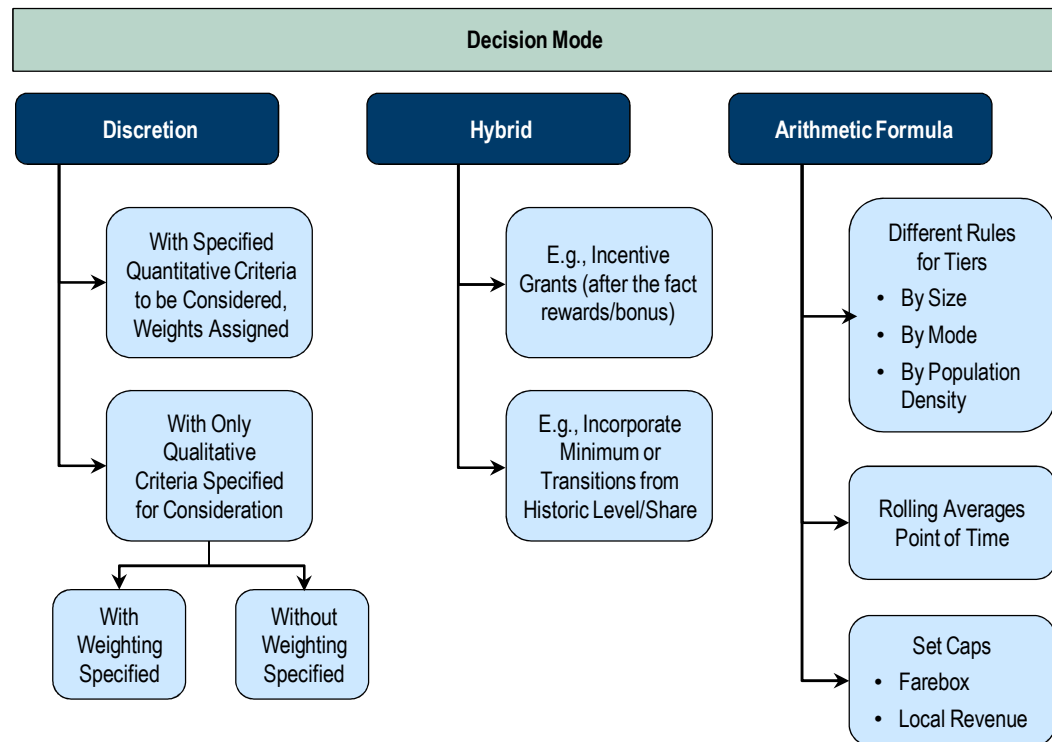 Decision Mode
Discretion
With Specified
Quantitative Criteria
to be Considered,
Weights Assigned
With Only
Qualitative
Criteria Specified
for Consideration
With
Weighting
Specified
Without
Weighting
Specified
Hybrid
E.g., Incentive
Grants (after the fact
rewards/bonus)
E.g., Incorporate
Minimum or
Transitions from
Historic Level/Share
Arithmetic Formula
Different Rules
for Tiers
• By Size
• By Mode
• By Population
Density
Rolling Averages
Point of Time
Set Caps
• Farebox
• Local Revenue